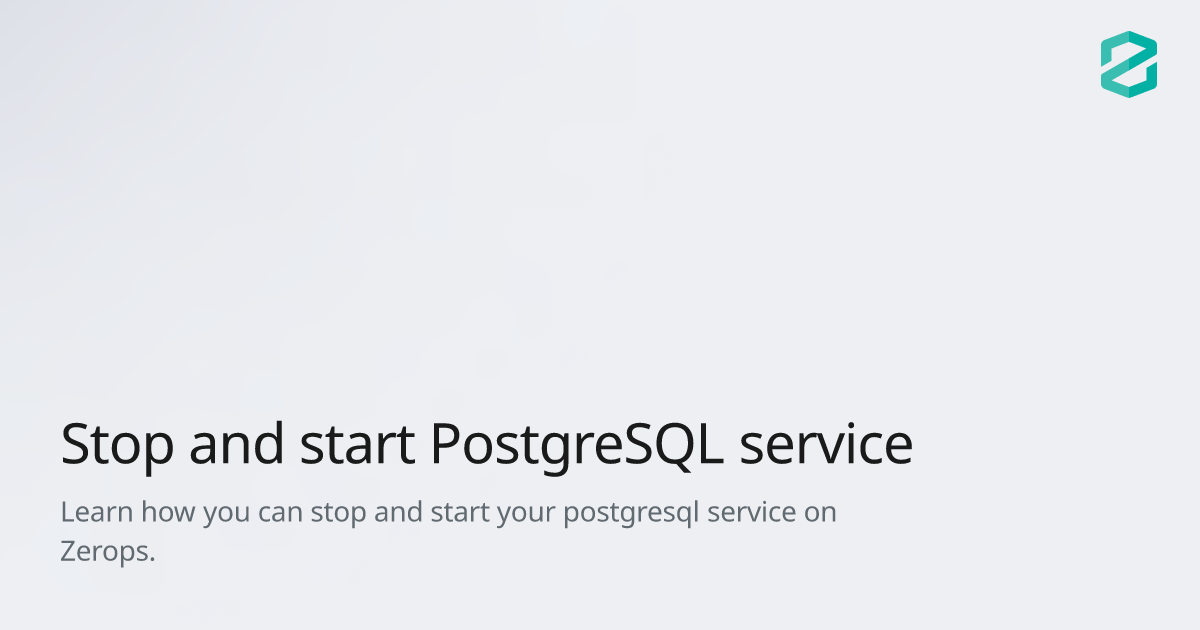 Stop and start PostgreSQL service
Learn how you can stop and start your postgresql service on
Zerops.